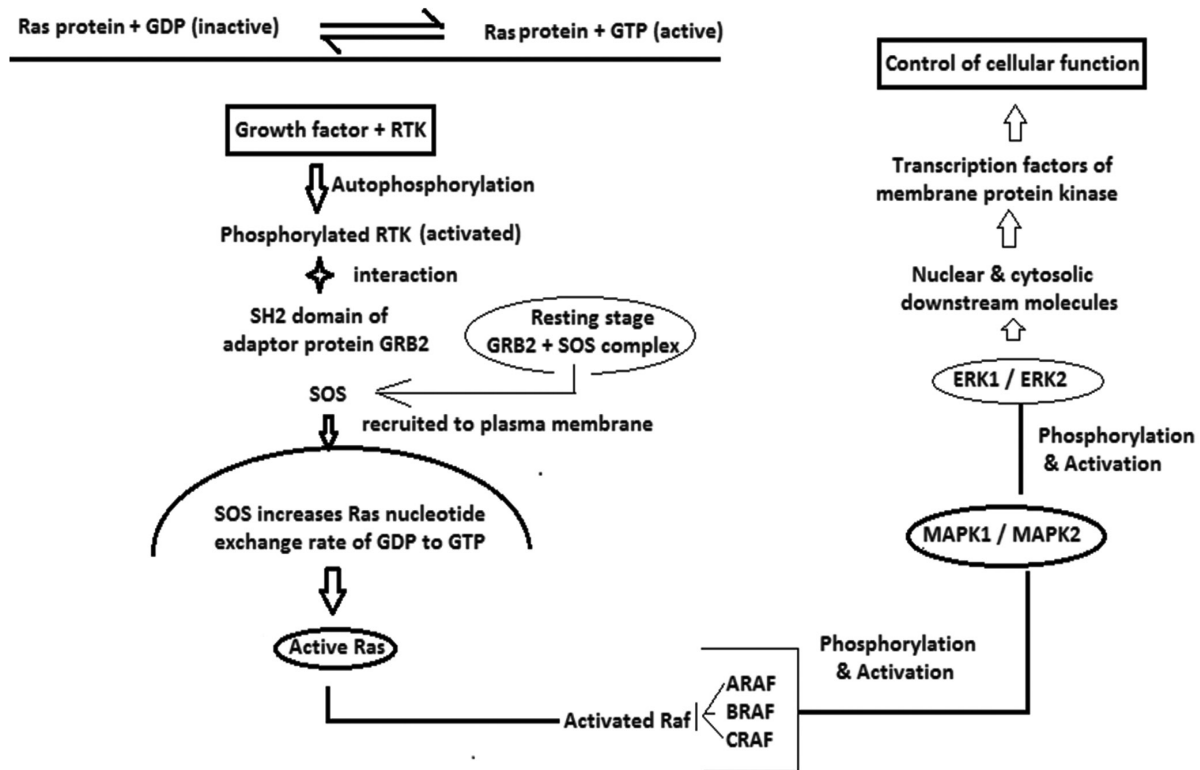 Ras protein + GDP (inactive)
Ras protein + GTP (active)
Growth factor + RTK
Autophosphorylation
Phosphorylated RTK (activated)
interaction
SH2 domain of
adaptor protein GRB2
Resting stage
GRB2 + SOS complex
SOS
recruited to plasma membrane
SOS increases Ras nucleotide
exchange rate of GDP to GTP
Active Ras
Activated Raf
ARAF
BRAF
CRAF
Phosphorylation
& Activation
MAPK1 / MAPK2
Phosphorylation
& Activation
ERK1 / ERK2
Nuclear & cytosolic
downstream molecules
Transcription factors of
membrane protein kinase
Control of cellular function